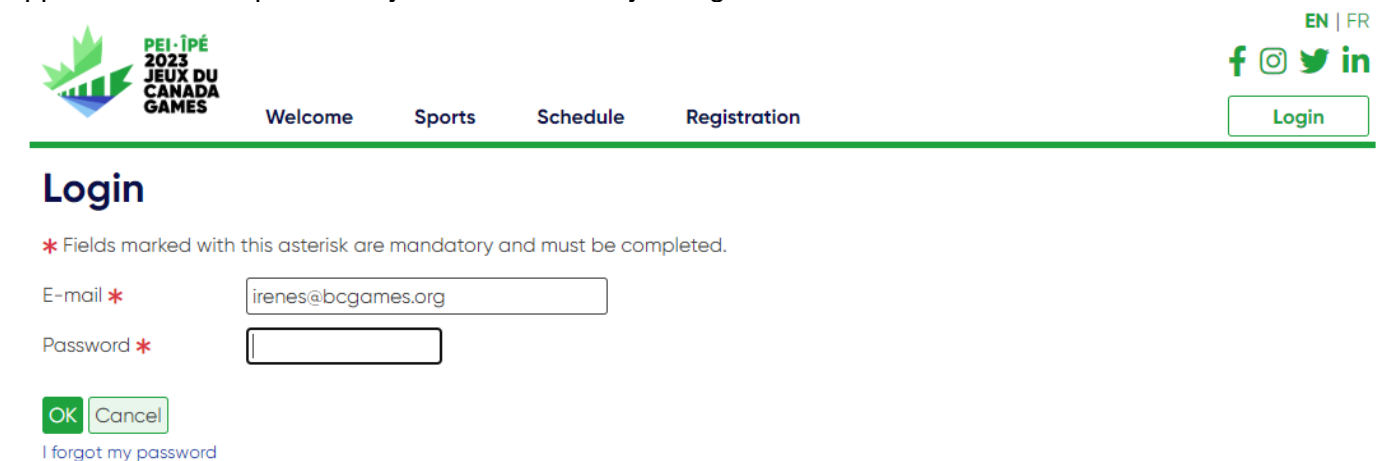 EN | FR
PEI·ÎPÉ
2023
JEUX DU
CANADA
GAMES
Welcome Sports Schedule Registration Login
Login
* Fields marked with this asterisk are mandatory and must be completed.
E-mail * irenes@bcgames.org
Password *
OK Cancel
I forgot my password